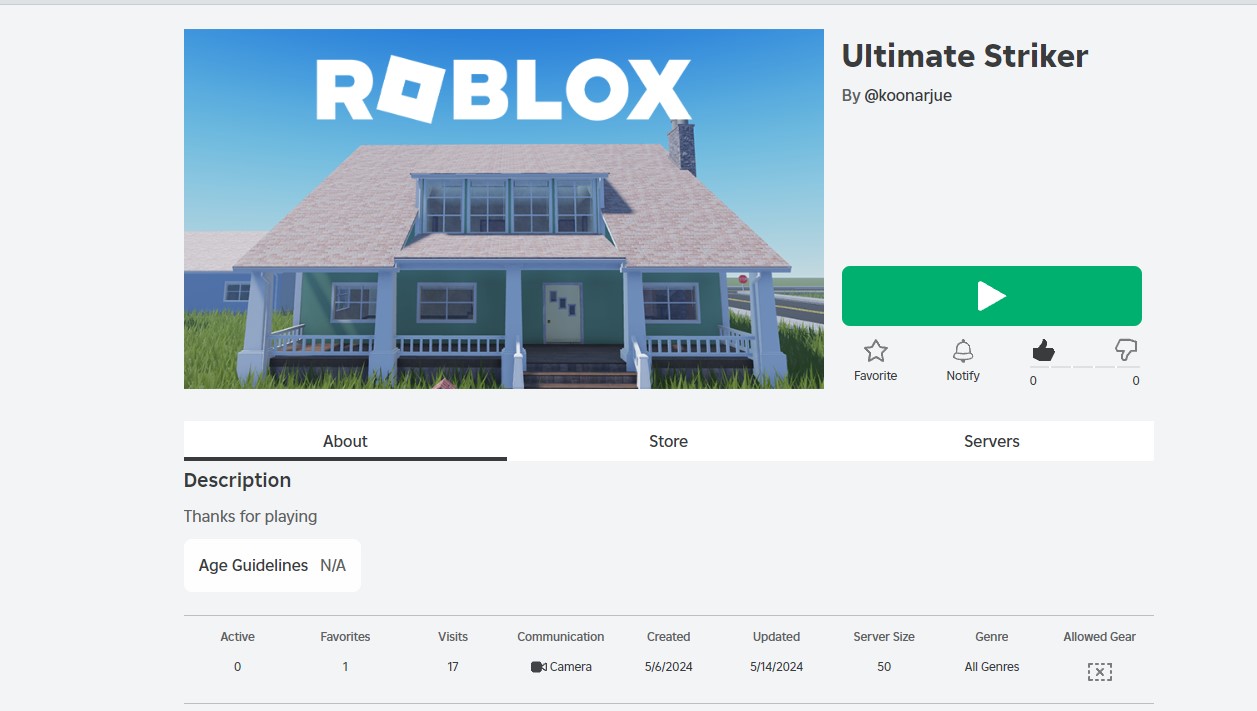 ROBLOX
Ultimate Striker
By @koonarjue
Favorite
Notify
0
0
About
Store
Servers
Description
Thanks for playing
Age Guidelines N/A
Active Favorites Visits Communication Created Updated Server Size Genre Allowed Gear
0 1 17 Camera 5/6/2024 5/14/2024 50 All Genres